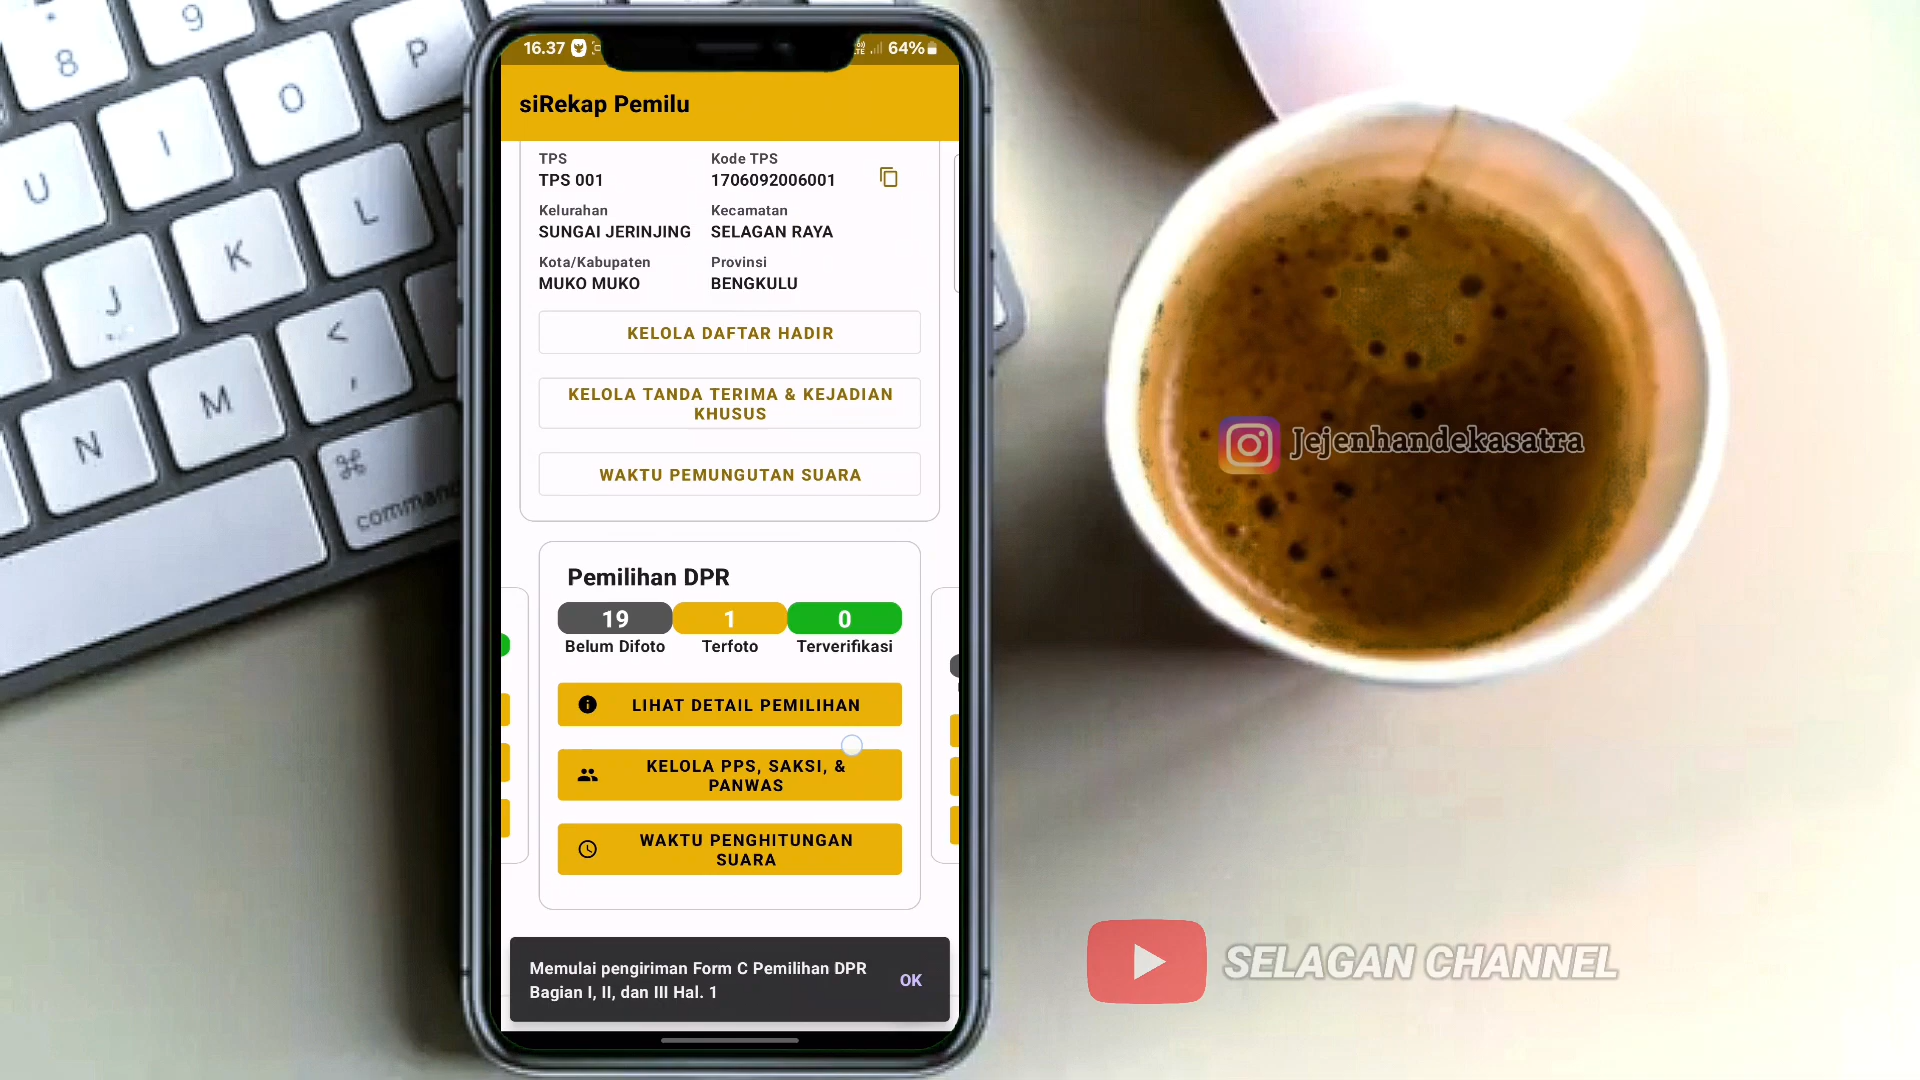 16.37
64%
siRekap Pemilu
TPS
Kode TPS
TPS 001
1706092006001
Kelurahan
Kecamatan
SUNGAI JERINJING
SELAGAN RAYA
Kota/Kabupaten
Provinsi
MUKO MUKO
BENGKULU
KELOLA DAFTAR HADIR
KELOLA TANDA TERIMA & KEJADIAN
KHUSUS
WAKTU PEMUNGUTAN SUARA
Pemilihan DPR
19 1 0
Belum Difoto Terfoto Terverifikasi
LIHAT DETAIL PEMILIHAN
KELOLA PPS, SAKSI, &
PANWAS
WAKTU PENGHITUNGAN
SUARA
Memulai pengiriman Form C Pemilihan DPR
Bagian I, II, dan III Hal. 1
OK
8
9
P
U
I
O
J
K
L
N
M
<
,
⌘
command
Jejenhandekasatra
SELAGAN CHANNEL